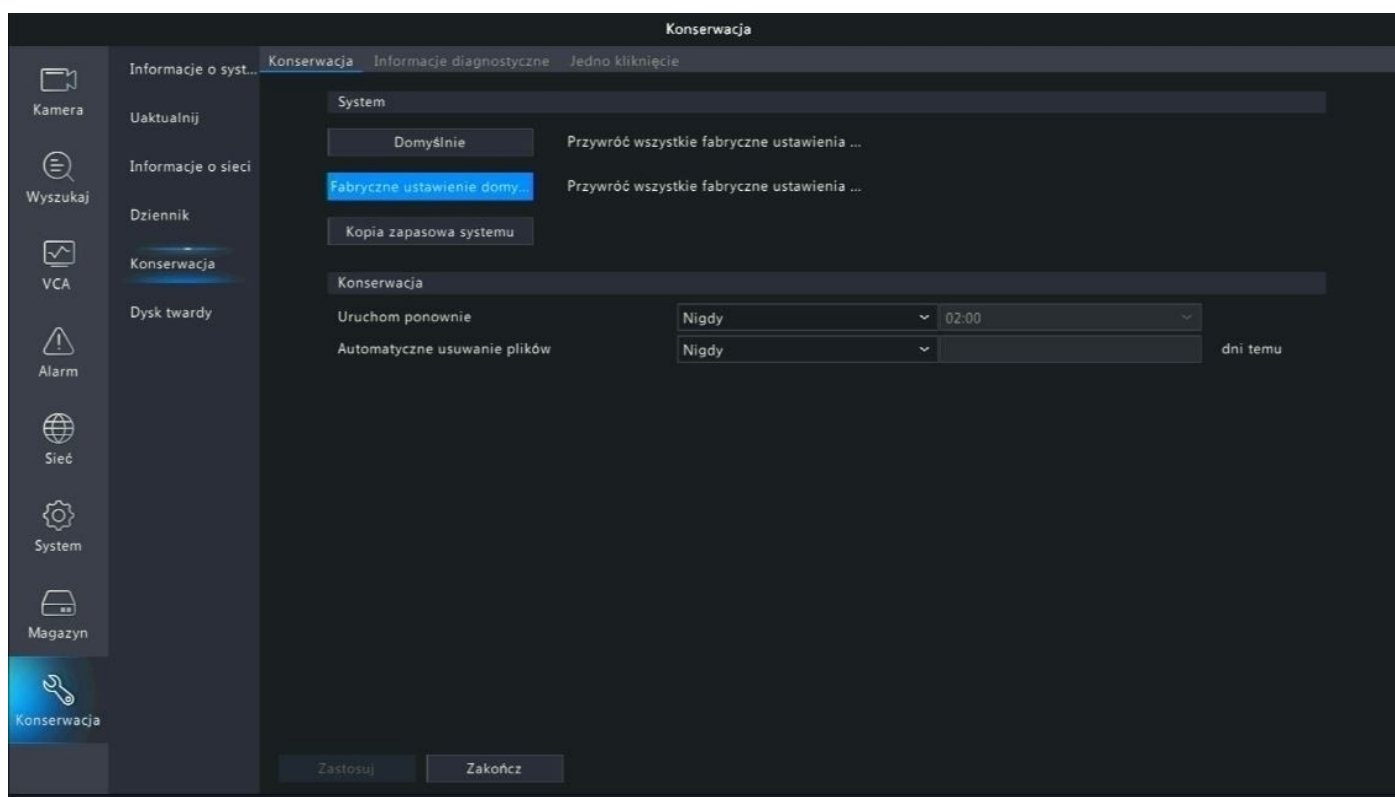 Konserwacja
Kamera
Wyszukaj
VCA
Alarm
Sieć
System
Magazyn
Konserwacja
Informacje o syst...
Uaktualnij
Informacje o sieci
Dziennik
Konserwacja
Dysk twardy
Konserwacja Informacje diagnostyczne Jedno kliknięcie
System
Domyślnie Przywróć wszystkie fabryczne ustawienia ...
Fabryczne ustawienie domy... Przywróć wszystkie fabryczne ustawienia ...
Kopia zapasowa systemu
Konserwacja
Uruchom ponownie Nigdy 02:00
Automatyczne usuwanie plików Nigdy dni temu
Zastosuj Zakończ